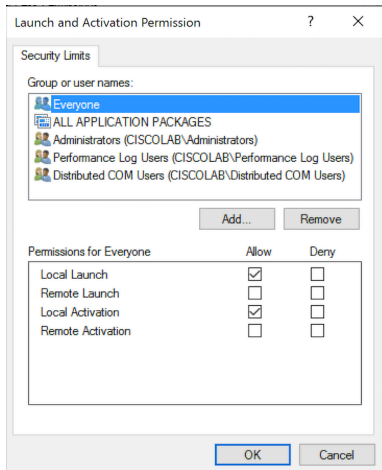 Launch and Activation Permission ? ×
Security Limits
Group or user names:
Everyone
ALL APPLICATION PACKAGES
Administrators (CISCOLAB\Administrators)
Performance Log Users (CISCOLAB\Performance Log Users)
Distributed COM Users (CISCOLAB\Distributed COM Users)
Add... Remove
Permissions for Everyone Allow Deny
Local Launch
Remote Launch
Local Activation
Remote Activation
OK Cancel